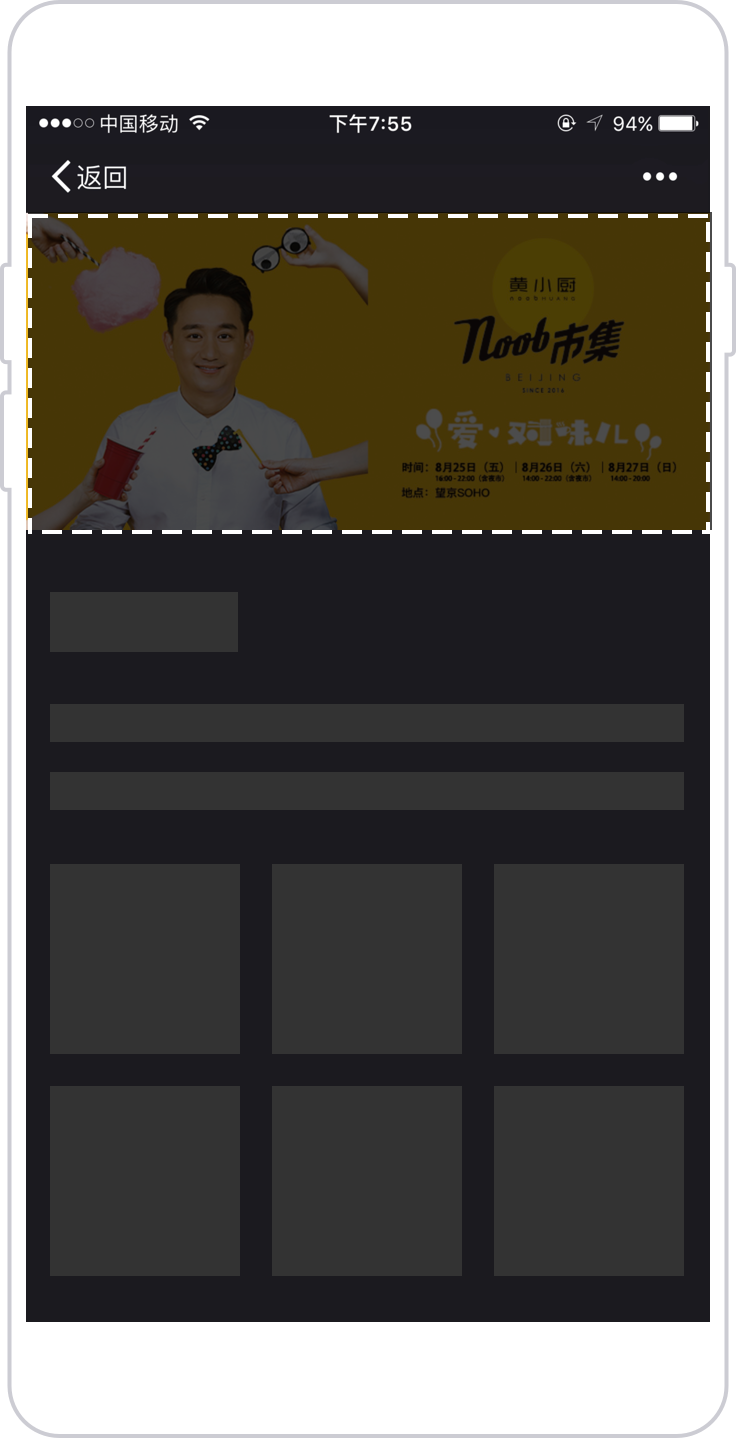 中国移动 下午7:55 94%
返回
黄小厨
noob市集
BEIJING
SINCE 2016
爱·对味儿
时间：8月25日（五）｜8月26日（六）｜8月27日（日）
16:00 - 22:00（含夜市） 14:00 - 22:00（含夜市） 14:00 - 20:00
地点：望京SOHO